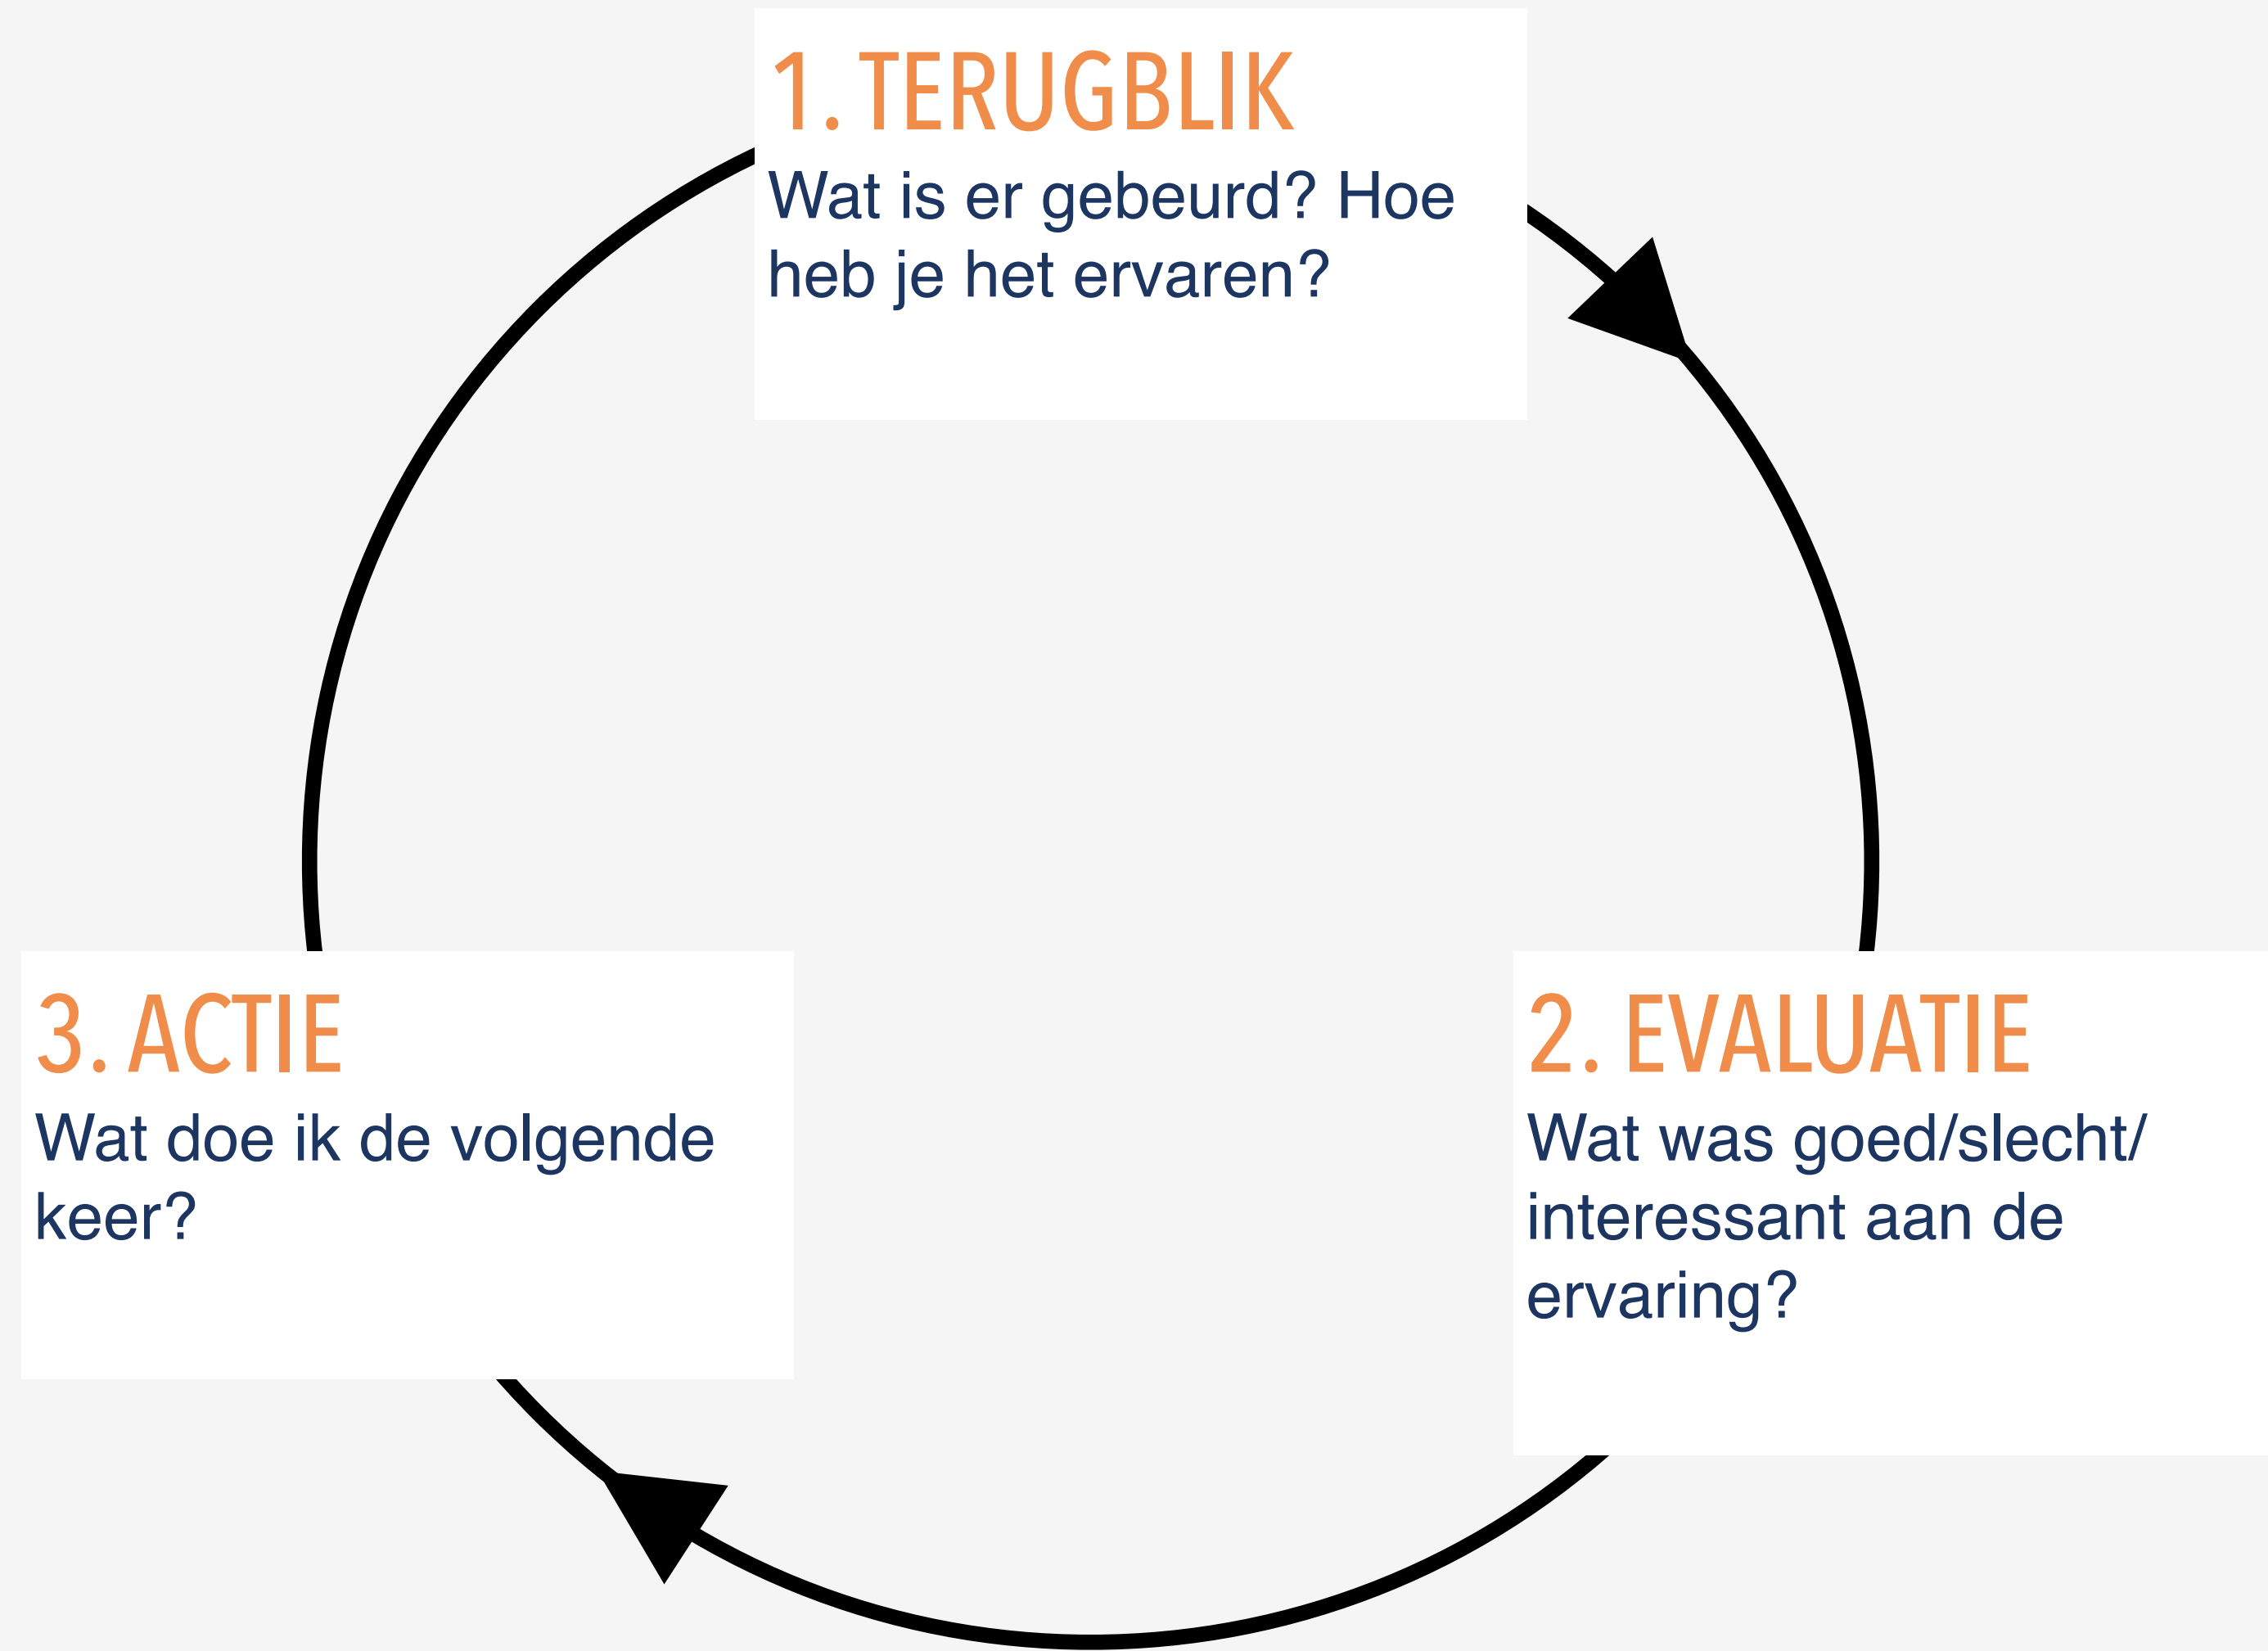 1. TERUGBLIK
Wat is er gebeurd? Hoe
heb je het ervaren?
2. EVALUATIE
Wat was goed/slecht/
interessant aan de
ervaring?
3. ACTIE
Wat doe ik de volgende
keer?